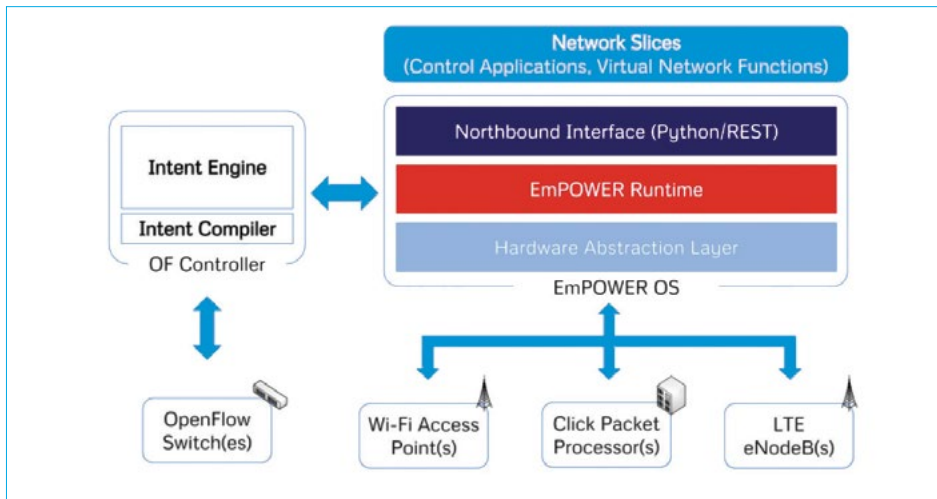 Network Slices
(Control Applications, Virtual Network Functions)
Northbound Interface (Python/REST)
EmPOWER Runtime
Hardware Abstraction Layer
EmPOWER OS
Intent Engine
Intent Compiler
OF Controller
OpenFlow
Switch(es)
Wi-Fi Access
Point(s)
Click Packet
Processor(s)
LTE
eNodeB(s)